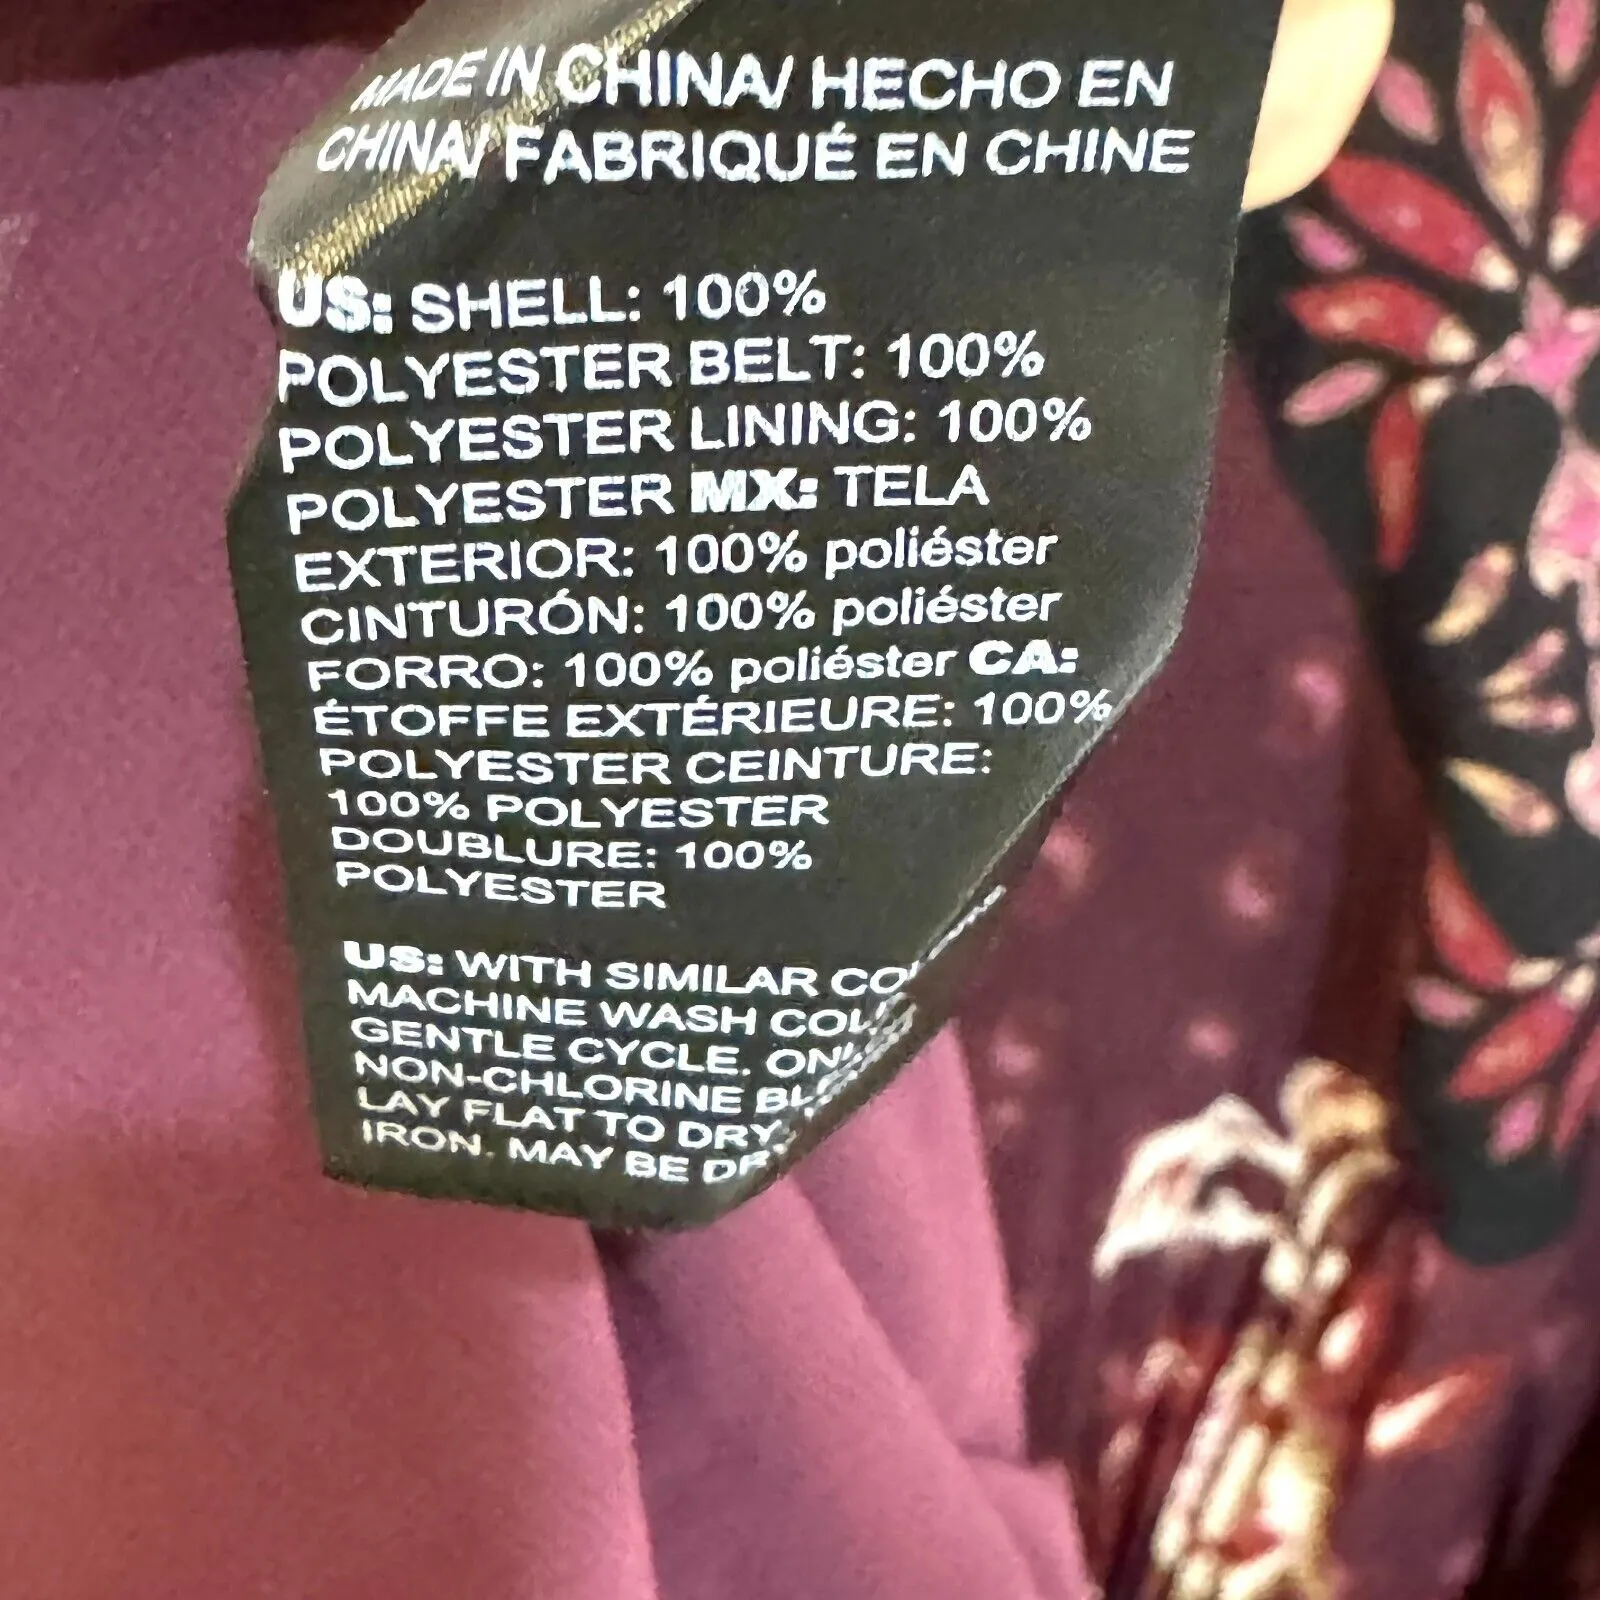 MADE IN CHINA/ HECHO EN
CHINA/ FABRIQUÉ EN CHINE
US: SHELL: 100%
POLYESTER BELT: 100%
POLYESTER LINING: 100%
POLYESTER MX: TELA
EXTERIOR: 100% poliéster
CINTURÓN: 100% poliéster
FORRO: 100% poliéster CA:
ÉTOFFE EXTÉRIEURE: 100%
POLYESTER CEINTURE:
100% POLYESTER
DOUBLURE: 100%
POLYESTER
US: WITH SIMILAR
MACHINE WASH
GENTLE CYCLE.
NON-CHLORINE
LAY FLAT TO DRY
IRON. MAY BE